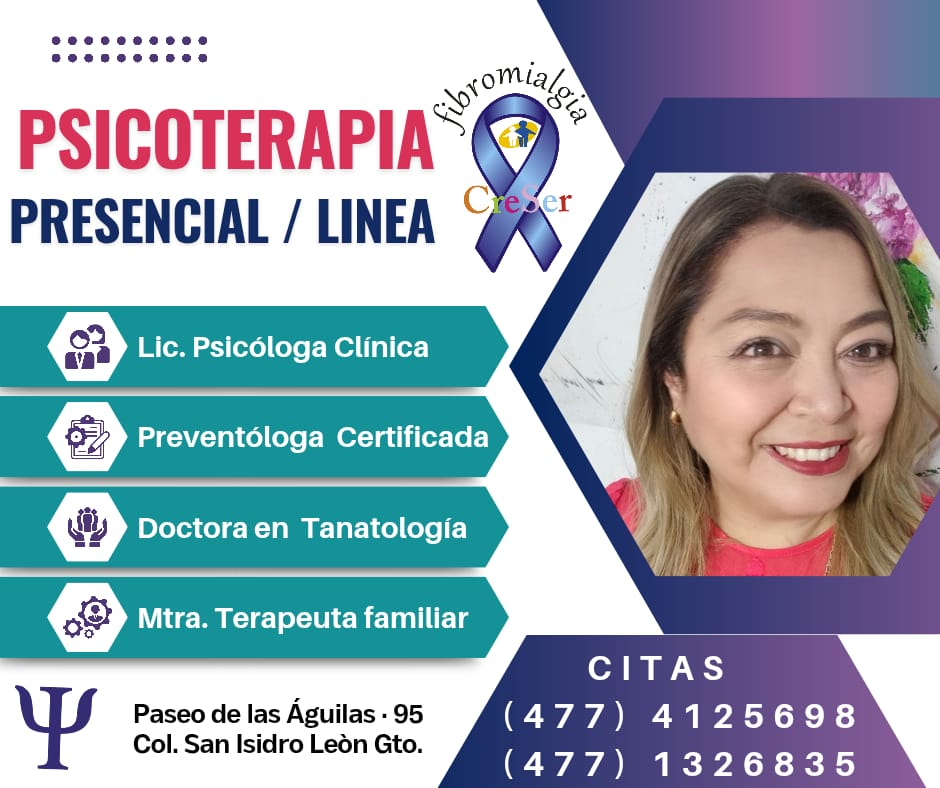 PSICOTERAPIA
PRESENCIAL / LINEA
fibromialgia
CreSer
Lic. Psicóloga Clínica
Preventóloga Certificada
Doctora en Tanatología
Mtra. Terapeuta familiar
Ψ
Paseo de las Águilas · 95
Col. San Isidro Leòn Gto.
CITAS
(477) 4125698
(477) 1326835